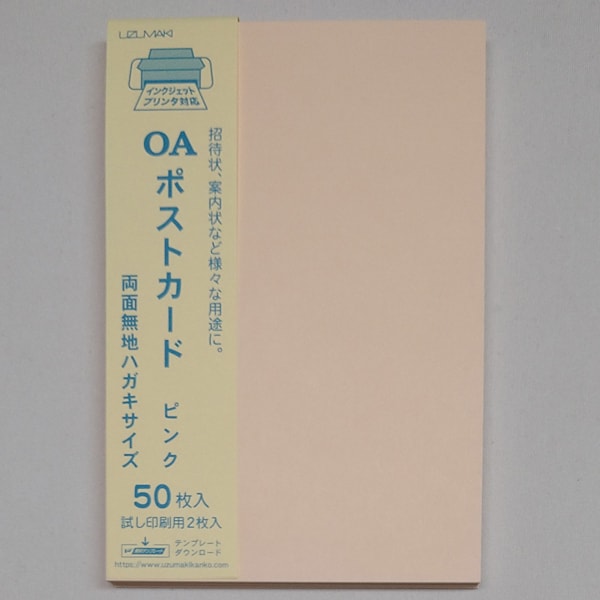 UZUMAKI
インクジェット
プリンタ対応
招待状、案内状など様々な用途に。
OA ポストカード ピンク
両面無地ハガキサイズ
50枚入
試し印刷用2枚入
テンプレート
ダウンロード
https://www.uzumakikanko.com/